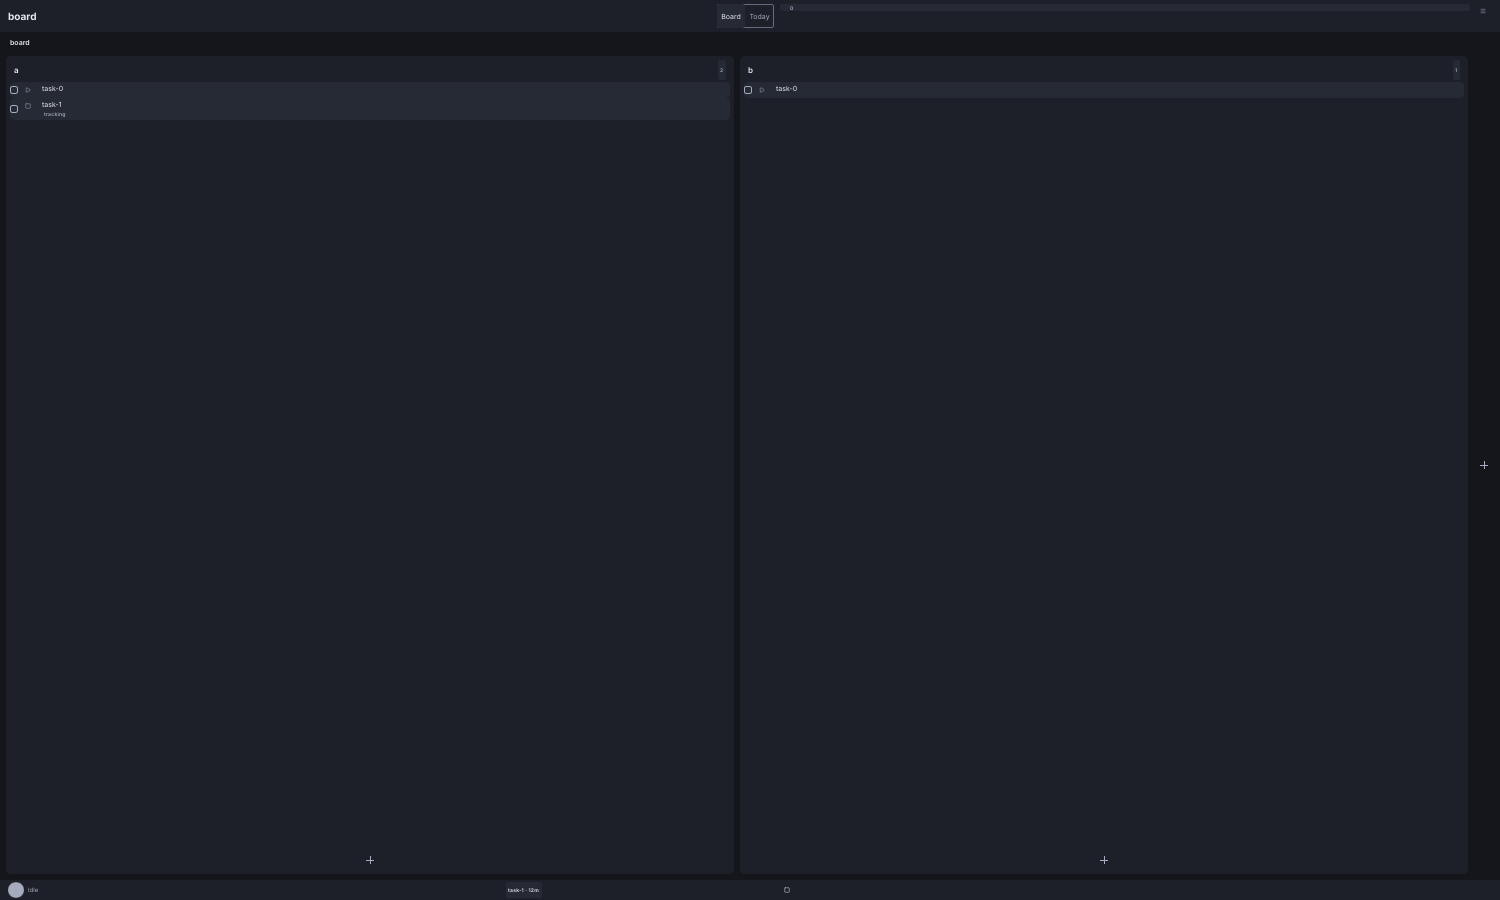 board
Board Today
0
board
a 2
task-0
task-1
tracking
b 1
task-0
Idle
task-1 · 12m